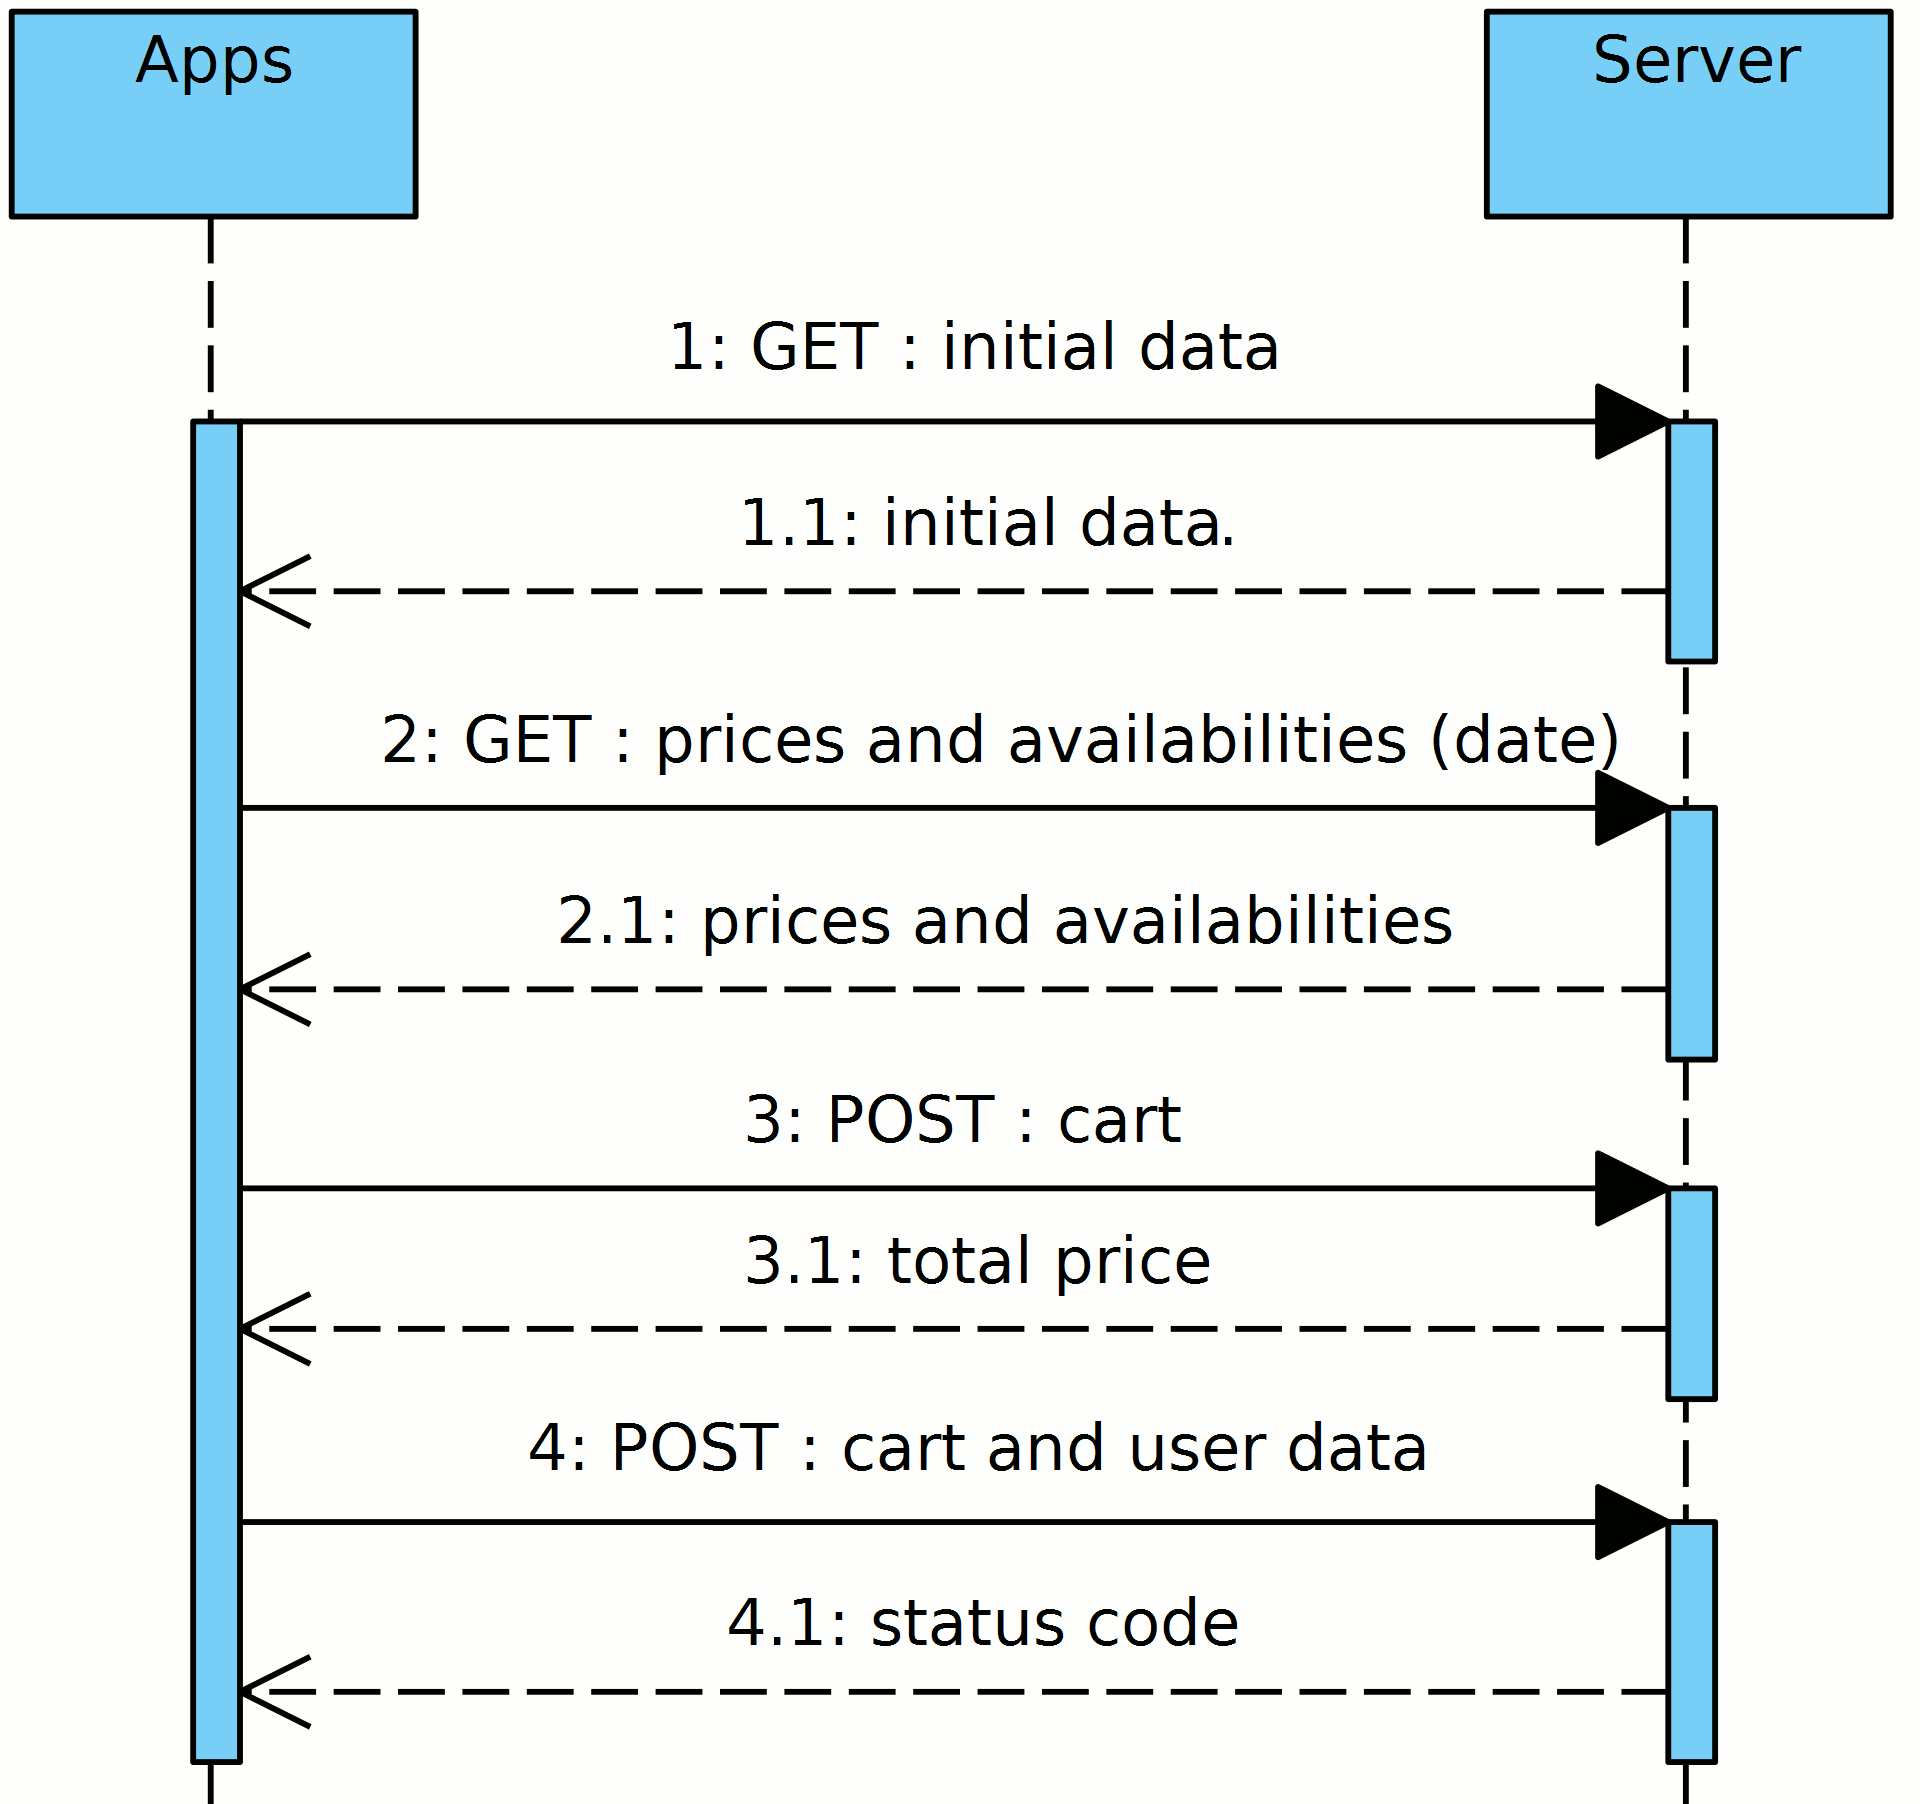 Apps
Server
1: GET : initial data
1.1: initial data.
2: GET : prices and availabilities (date)
2.1: prices and availabilities
3: POST : cart
3.1: total price
4: POST : cart and user data
4.1: status code